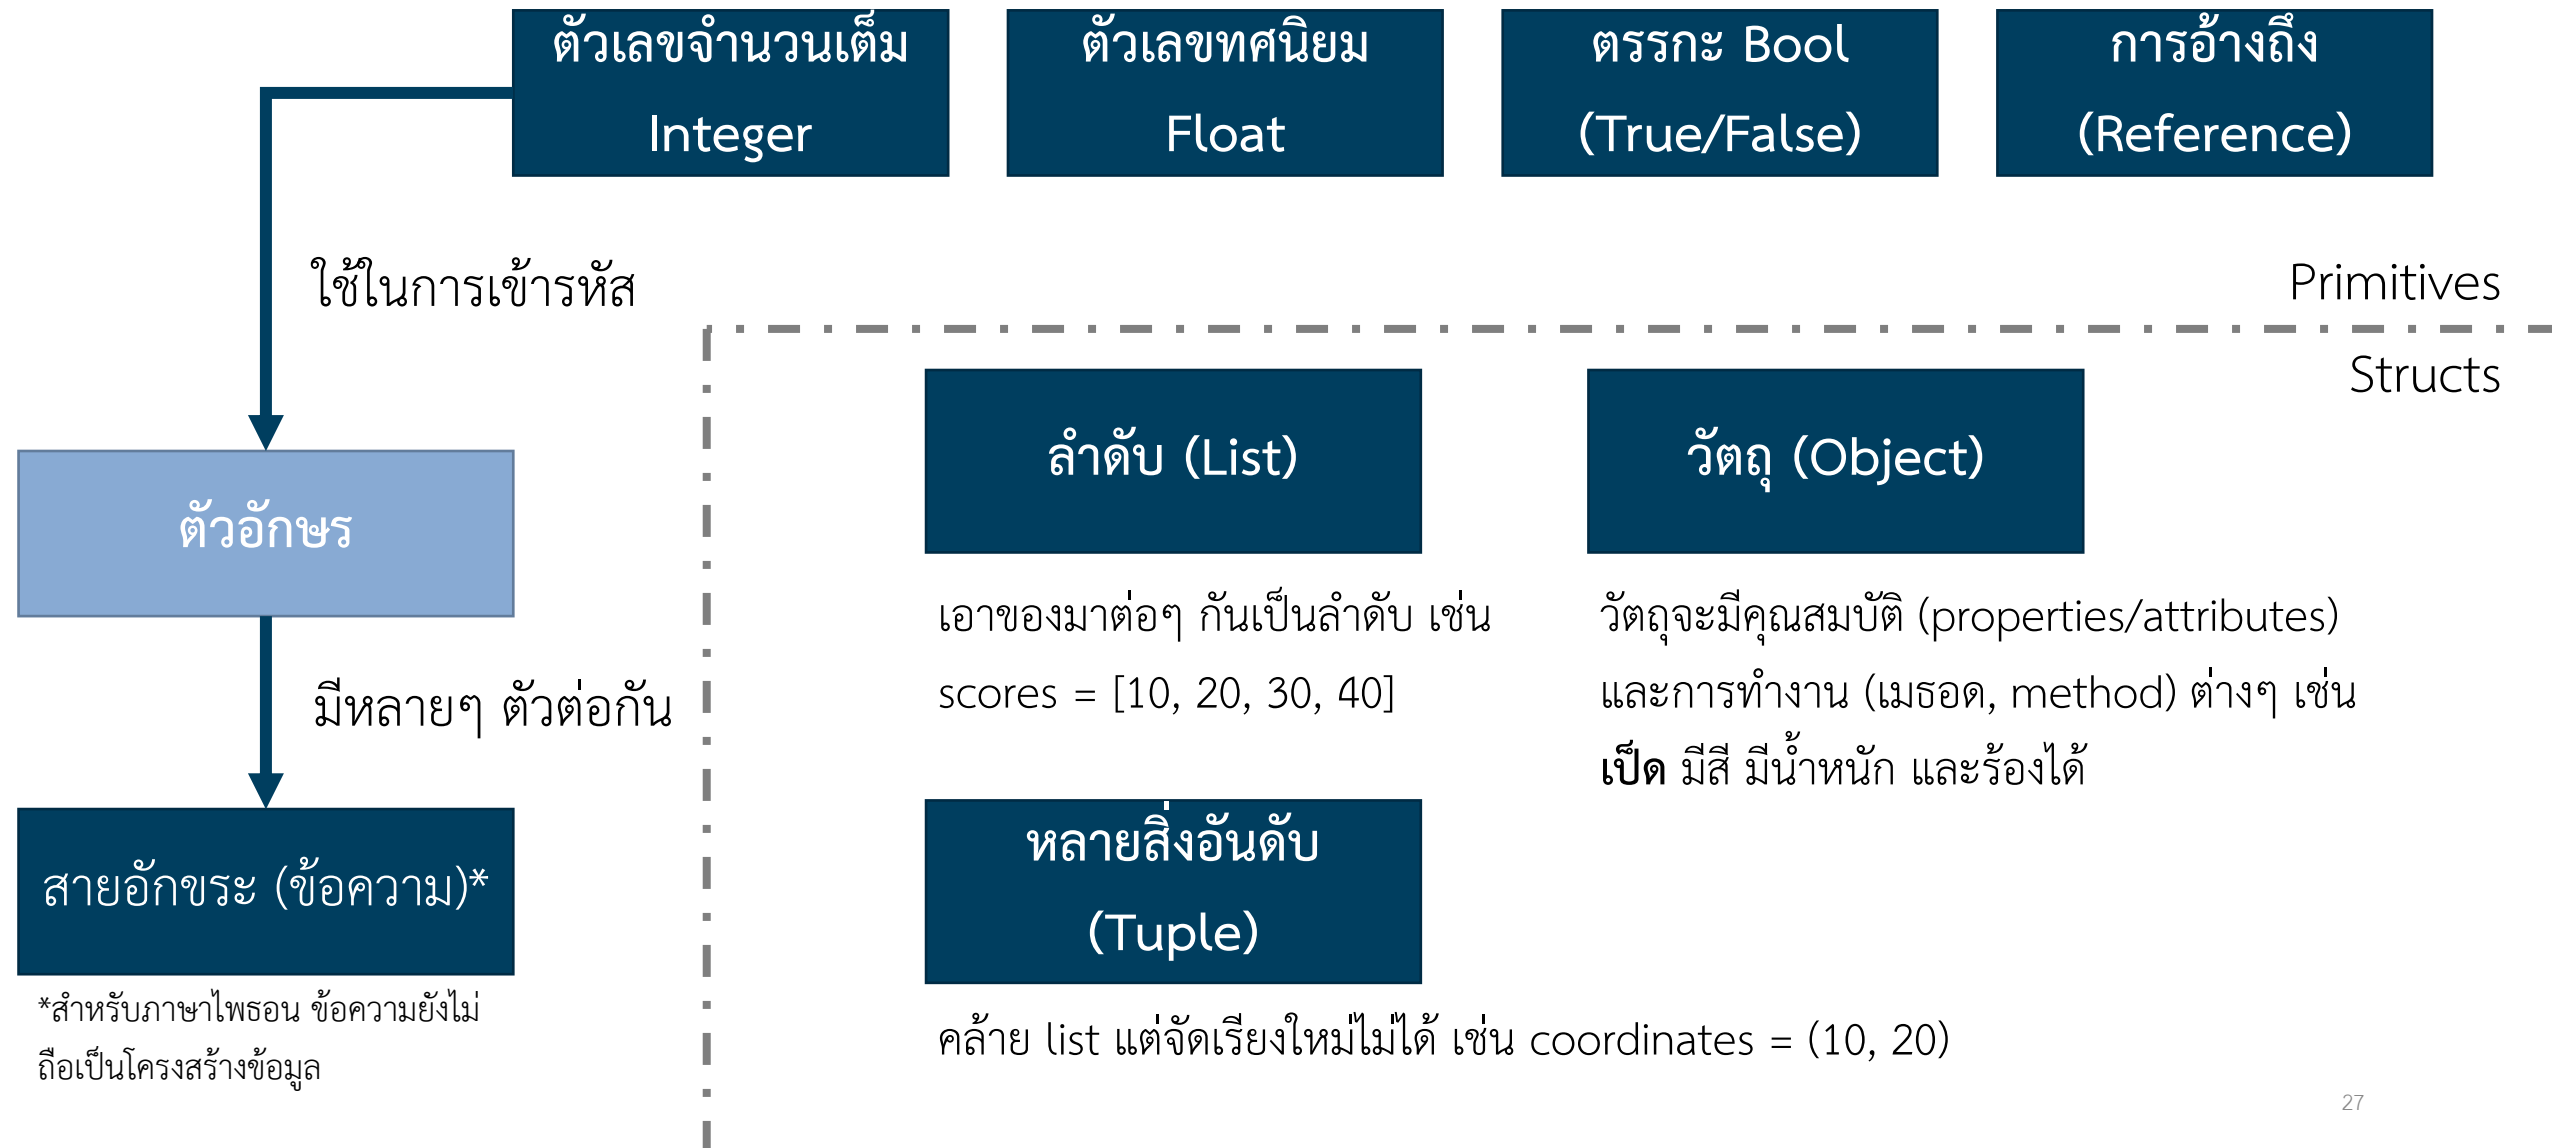 ตัวเลขจำนวนเต็ม
Integer
ตัวเลขทศนิยม
Float
ตรรกะ Bool
(True/False)
การอ้างถึง
(Reference)
ใช้ในการเข้ารหัส
Primitives
Structs
ตัวอักษร
มีหลายๆ ตัวต่อกัน
สายอักขระ (ข้อความ)*
*สำหรับภาษาไพธอน ข้อความยังไม่
ถือเป็นโครงสร้างข้อมูล
ลำดับ (List)
เอาของมาต่อๆ กันเป็นลำดับ เช่น
scores = [10, 20, 30, 40]
วัตถุ (Object)
วัตถุจะมีคุณสมบัติ (properties/attributes)
และการทำงาน (เมธอด, method) ต่างๆ เช่น
เป็ด มีสี มีน้ำหนัก และร้องได้
หลายสิ่งอันดับ
(Tuple)
คล้าย list แต่จัดเรียงใหม่ไม่ได้ เช่น coordinates = (10, 20)
27